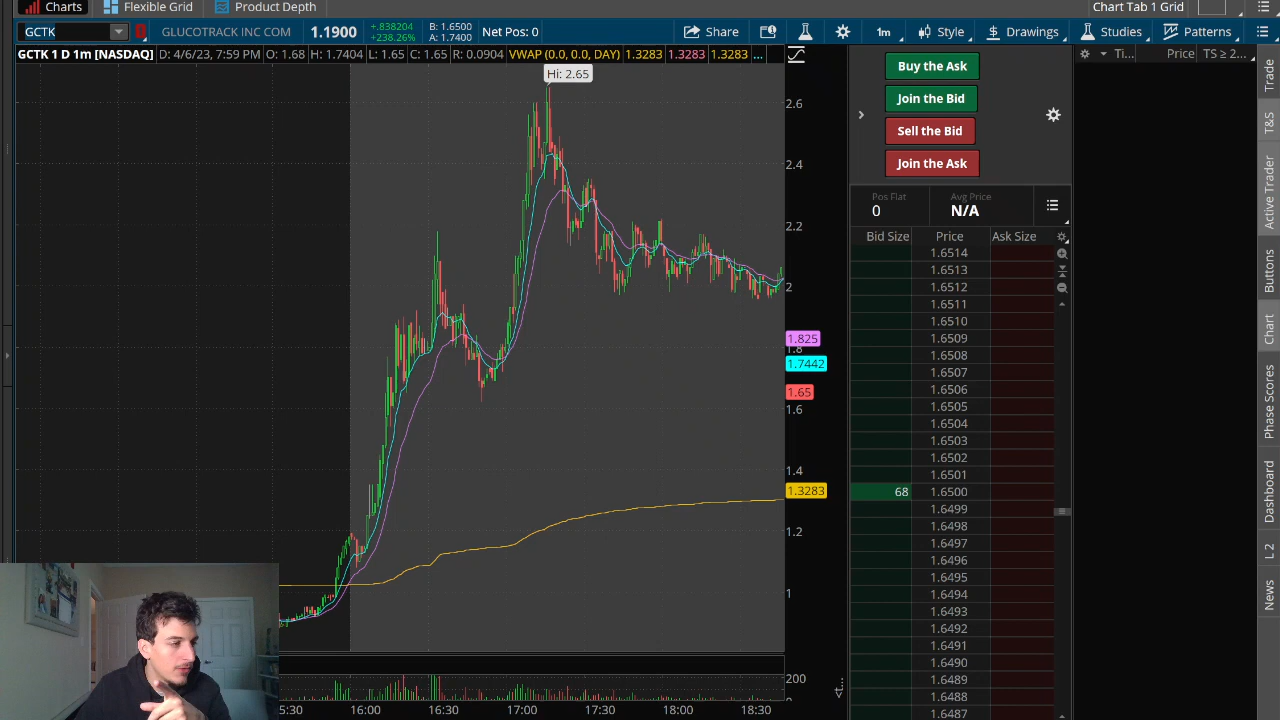 Charts Flexible Grid Product Depth Chart Tab 1 Grid
GCTK GLUCOTRACK INC COM 1.1900 +.838204 +238.26% B: 1.6500 A: 1.7400 Net Pos: 0 Share 1m Style Drawings Studies Patterns
GCTK 1 D 1m [NASDAQ] D: 4/6/23, 7:59 PM O: 1.68 H: 1.7404 L: 1.65 C: 1.65 R: 0.0904 VWAP (0.0, 0.0, DAY) 1.3283 1.3283 1.3283 ...
Hi: 2.65
2.6
2.4
2.2
2
1.825
1.8
1.7442
1.65
1.6
1.4
1.3283
1.2
1
200
5:30 16:00 16:30 17:00 17:30 18:00 18:30
Buy the Ask
Join the Bid
Sell the Bid
Join the Ask
Pos Flat Avg Price
0 N/A
Bid Size Price Ask Size
1.6514
1.6513
1.6512
1.6511
1.6510
1.6509
1.6508
1.6507
1.6506
1.6505
1.6504
1.6503
1.6502
1.6501
68 1.6500
1.6499
1.6498
1.6497
1.6496
1.6495
1.6494
1.6493
1.6492
1.6491
1.6490
1.6489
1.6488
1.6487
Ti... Price TS ≥ 2...
Trade
T&S
Active Trader
Buttons
Chart
Phase Scores
Dashboard
L 2
News